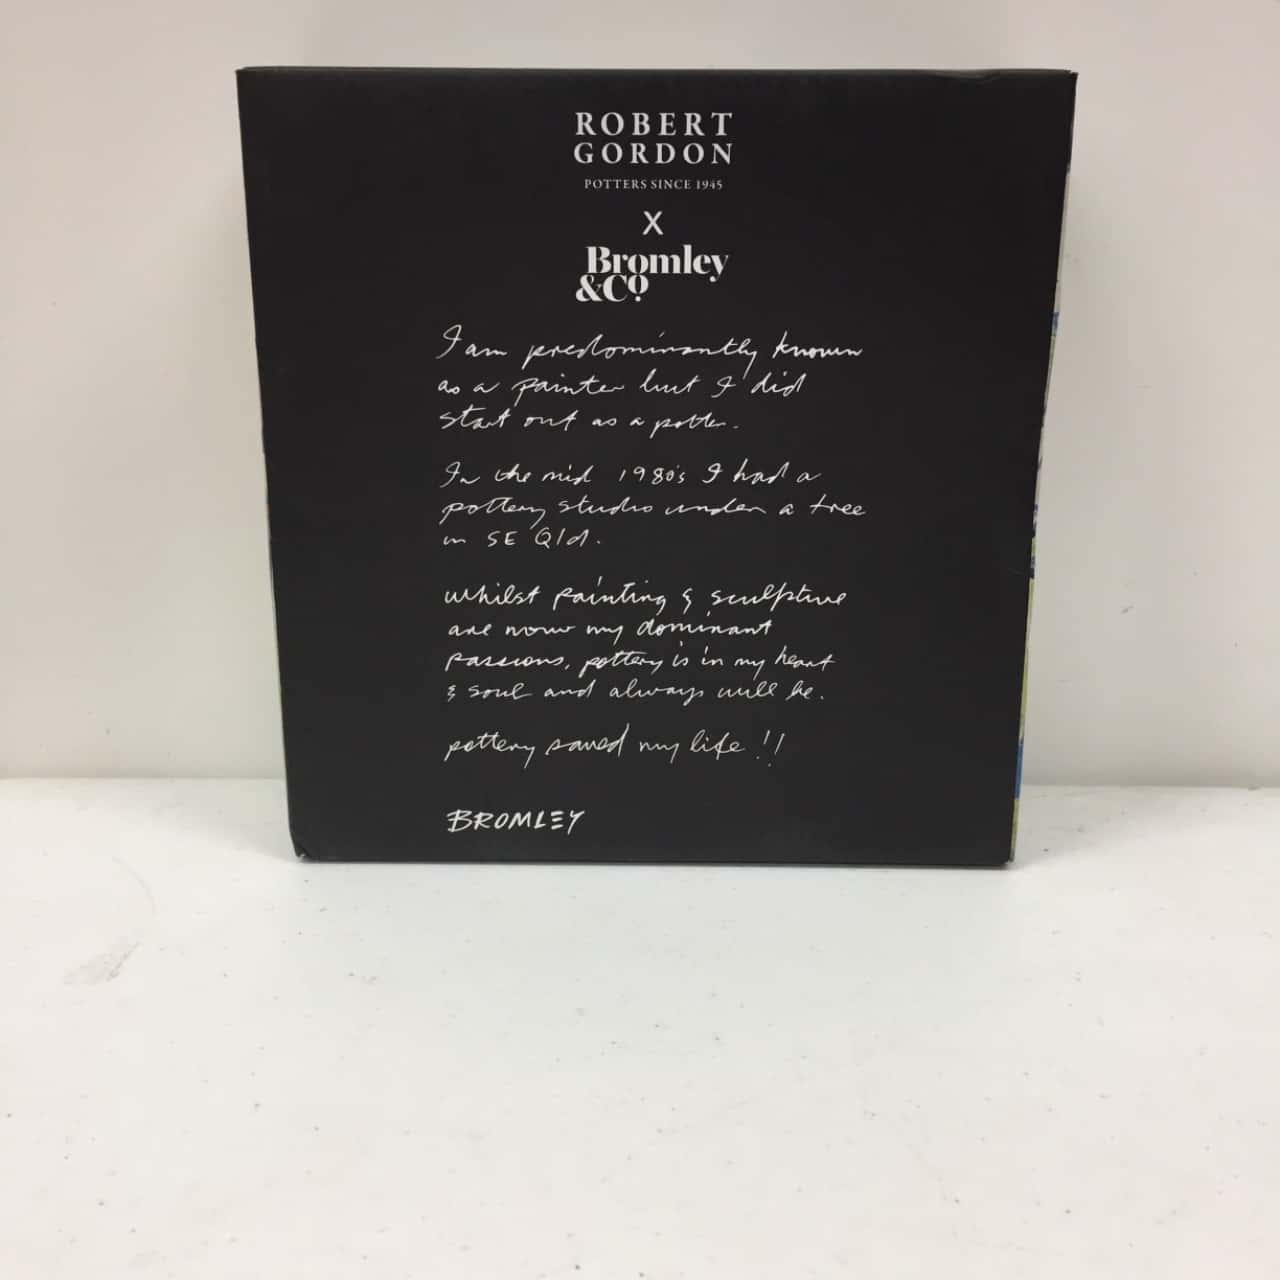 ROBERT
GORDON
POTTERS SINCE 1945
X
Bromley
&Co
I am predominantly known
as a painter but I did
start out as a potter.
In the mid 1980's I had a
pottery studio under a tree
in SE Qld.
whilst painting & sculpture
are now my dominant
passions, pottery is in my heart
& soul and always will be.
pottery saved my life !!
BROMLEY